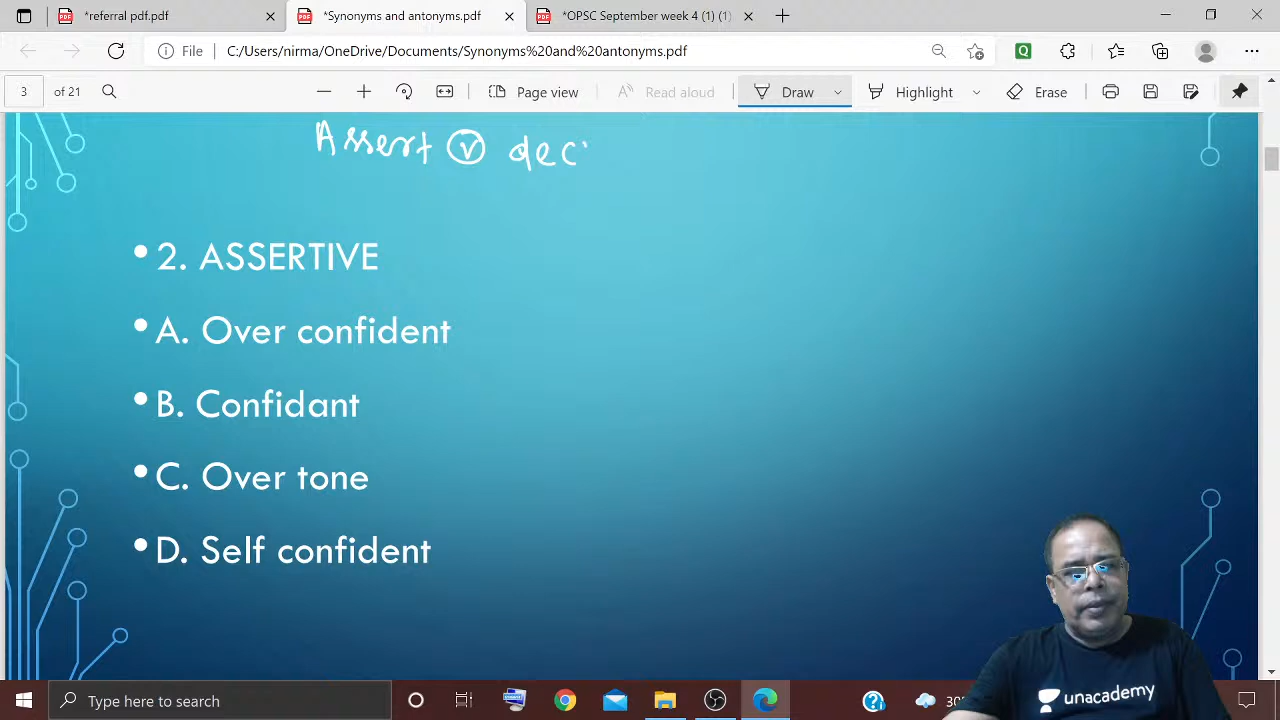 *referral pdf.pdf
*Synonyms and antonyms.pdf
*OPSC September week 4 (1) (1)
File
C:/Users/nirma/OneDrive/Documents/Synonyms%20and%20antonyms.pdf
3 of 21
Page view
Read aloud
Draw
Highlight
Erase
Assert v dec
• 2. ASSERTIVE
• A. Over confident
• B. Confidant
• C. Over tone
• D. Self confident
unacademy
Type here to search